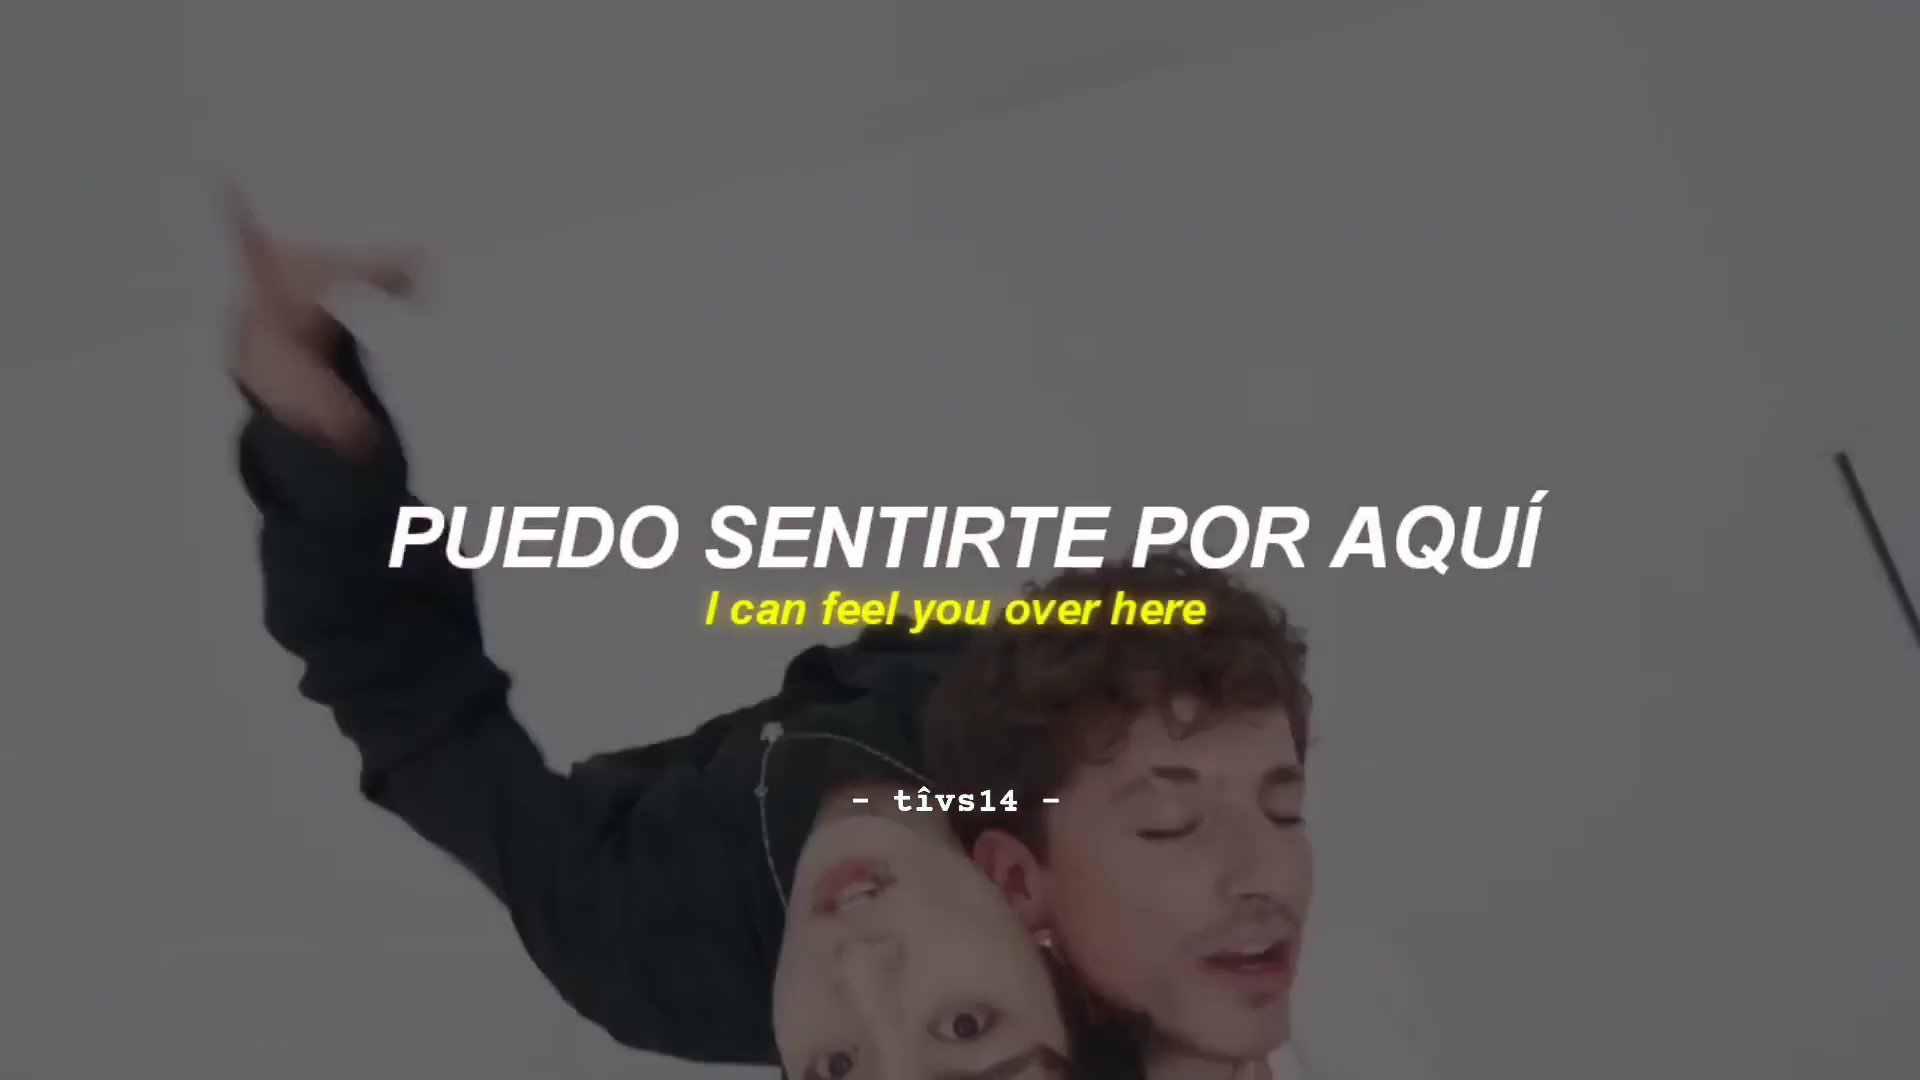 PUEDO SENTIRTE POR AQUÍ
I can feel you over here
- tîvs14 -